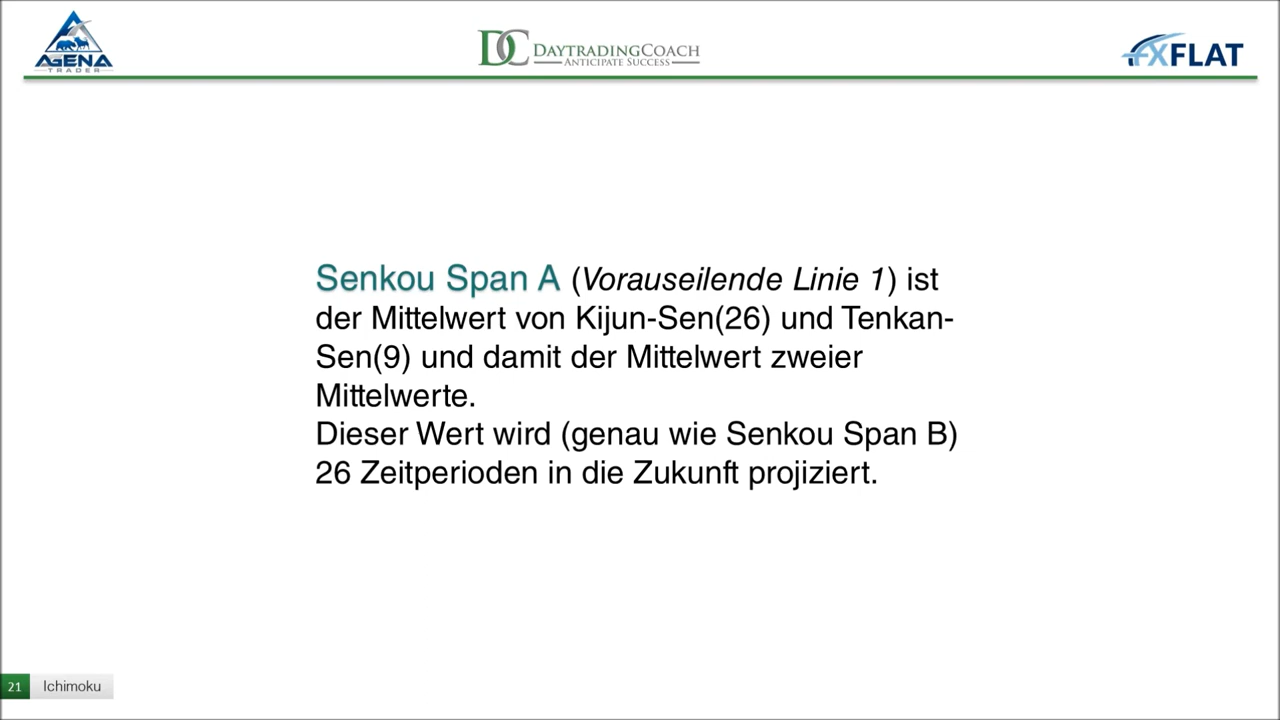 AGENA
TRADER
DC DAYTRADINGCOACH
ANTICIPATE SUCCESS
FXFLAT
Senkou Span A (Vorauseilende Linie 1) ist
der Mittelwert von Kijun-Sen(26) und Tenkan-
Sen(9) und damit der Mittelwert zweier
Mittelwerte.
Dieser Wert wird (genau wie Senkou Span B)
26 Zeitperioden in die Zukunft projiziert.
21 Ichimoku